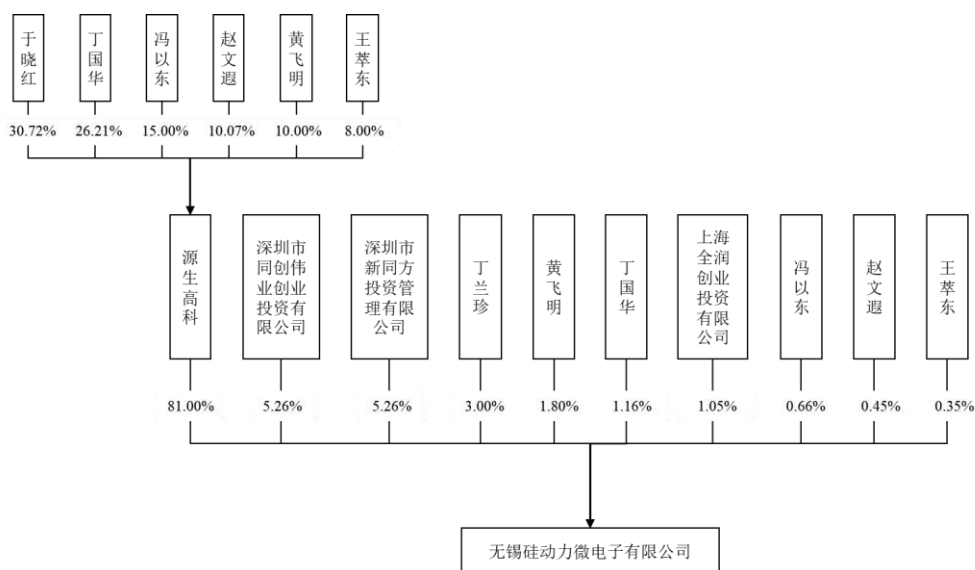 于晓红
丁国华
冯以东
赵文遐
黄飞明
王萃东
30.72%
26.21%
15.00%
10.07%
10.00%
8.00%
源生高科
深圳市
同创伟
业创业
投资有
限公司
深圳市
新同方
投资管
理有限
公司
丁兰珍
黄飞明
丁国华
上海
全润
创业
投资
有限
公司
冯以东
赵文遐
王萃东
81.00%
5.26%
5.26%
3.00%
1.80%
1.16%
1.05%
0.66%
0.45%
0.35%
无锡硅动力微电子有限公司